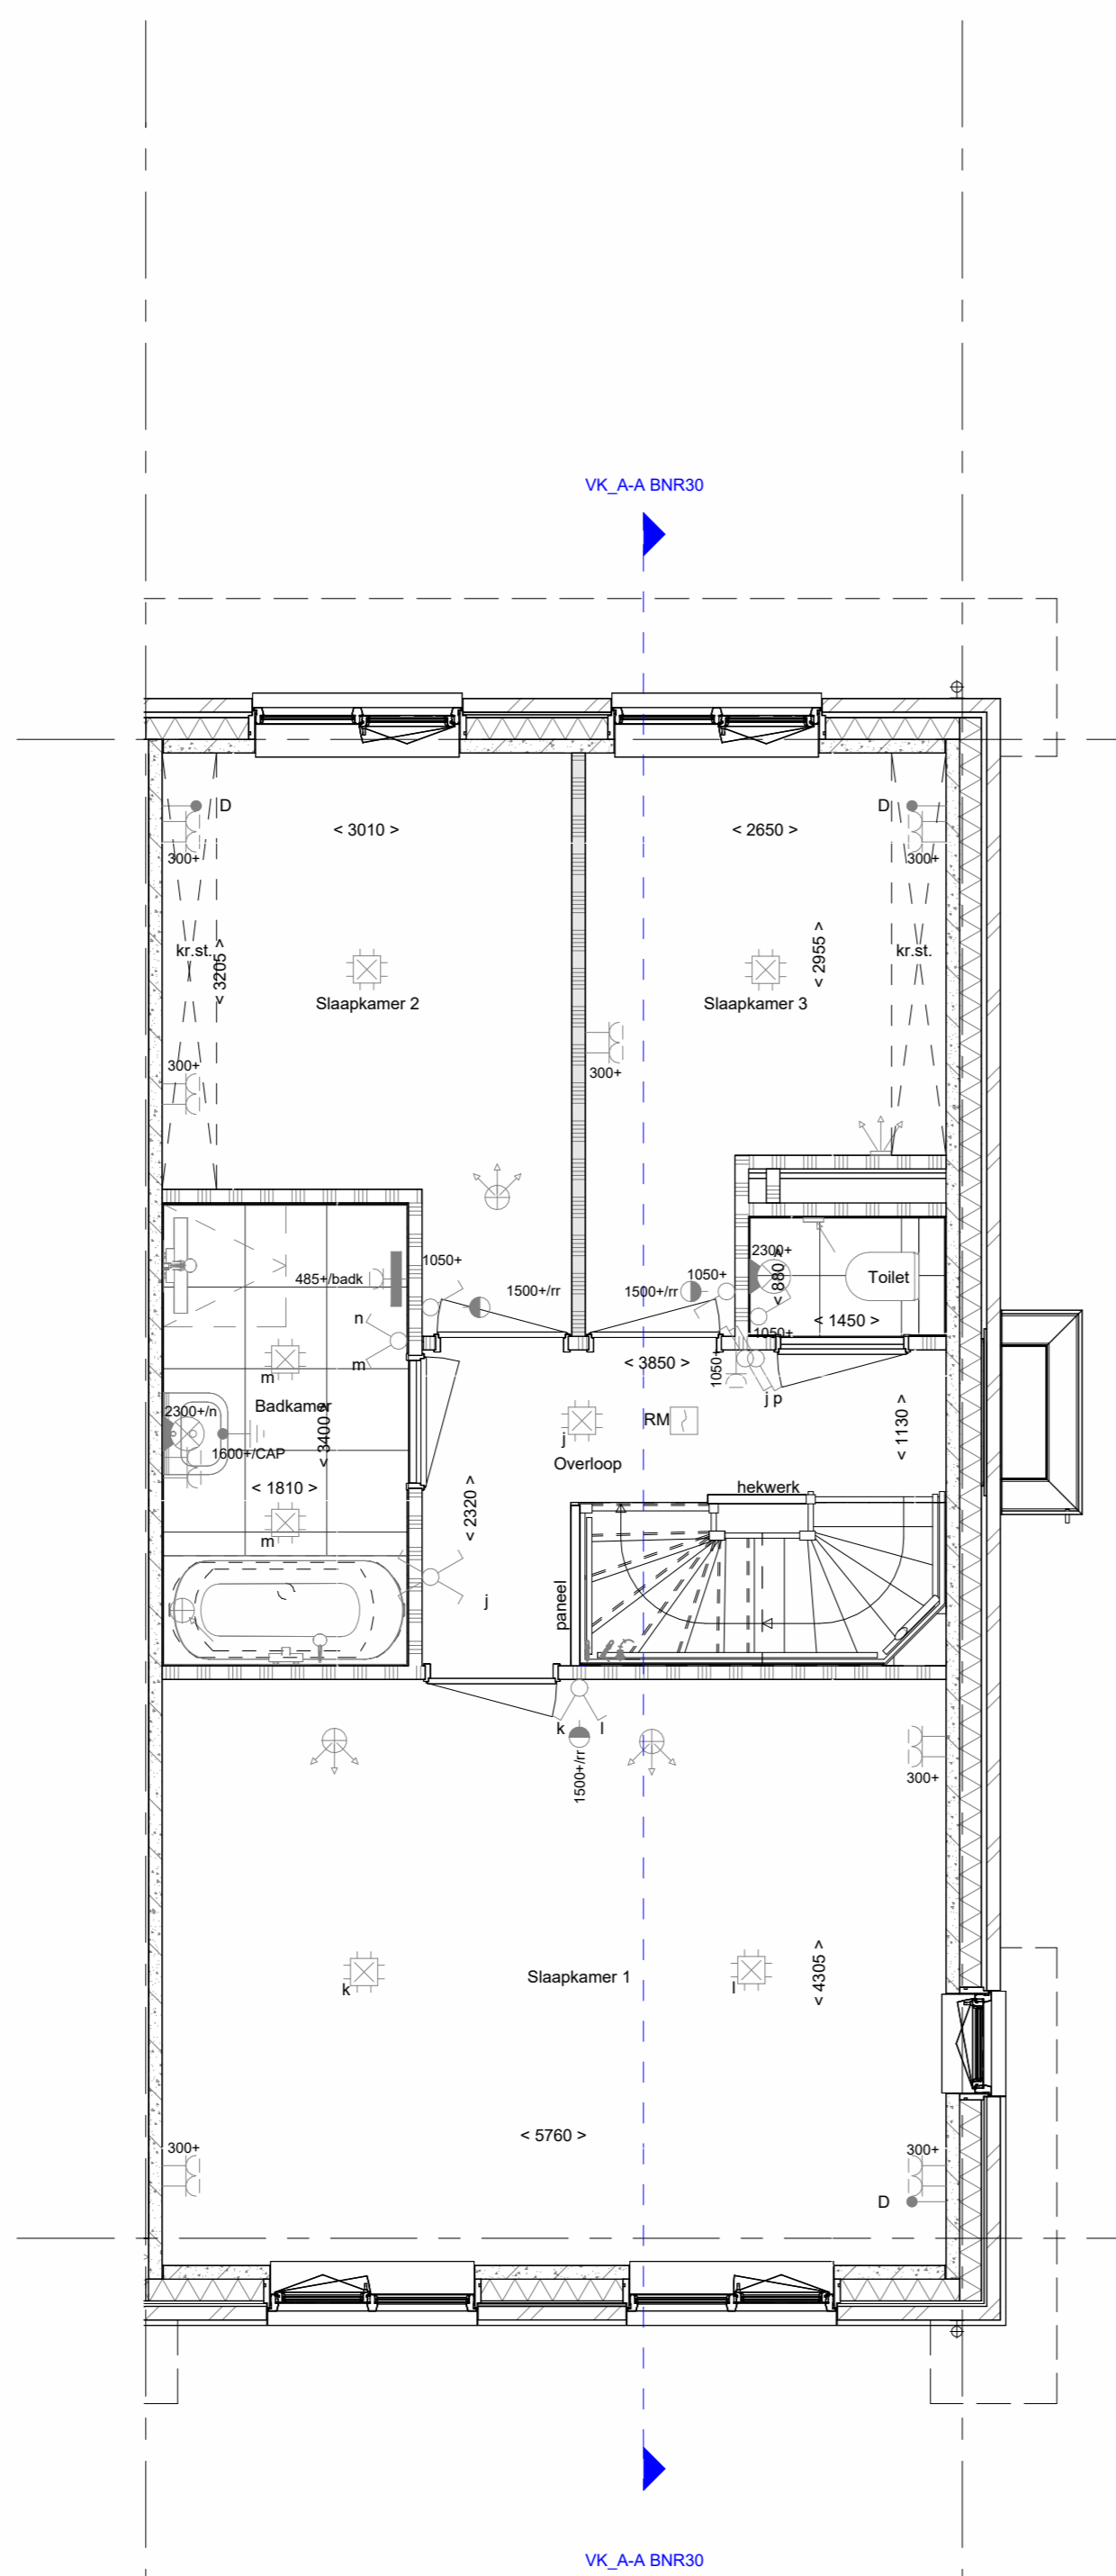 VK_A-A BNR30
D
D
< 3010 >
< 2650 >
300+
300+
kr.st.
< 3205 >
< 2955 >
kr.st.
Slaapkamer 2
Slaapkamer 3
300+
300+
1050+
2300+
485+/badk
1500+/rr
1500+/rr
1050+
< 880 >
Toilet
n
< 1450 >
1050+
m
m
< 3850 >
1050+
j p
Badkamer
2300+/n
< 3400 >
j
RM
< 1130 >
1600+/CAP
Overloop
< 1810 >
hekwerk
< 2320 >
m
j
paneel
k
l
1500+/rr
300+
k
Slaapkamer 1
l
< 4305 >
< 5760 >
300+
300+
D
VK_A-A BNR30